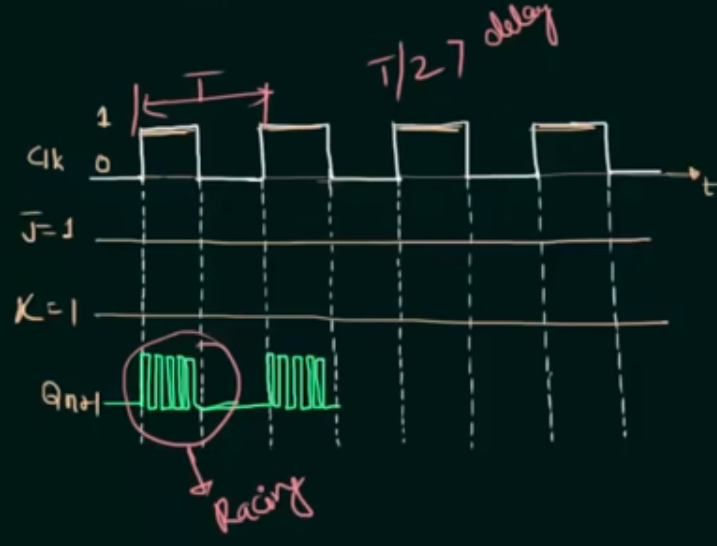 T/2 > delay
T
1
Clk
0
t
J=1
K=1
Qn+1
Racing